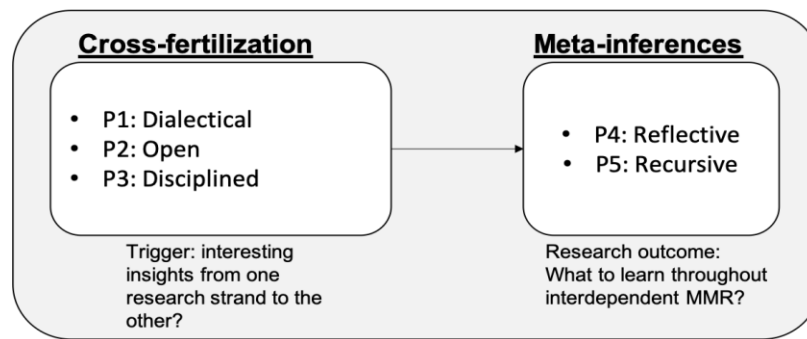 Cross-fertilization
• P1: Dialectical
• P2: Open
• P3: Disciplined
Trigger: interesting
insights from one
research strand to the
other?
Meta-inferences
• P4: Reflective
• P5: Recursive
Research outcome:
What to learn throughout
interdependent MMR?